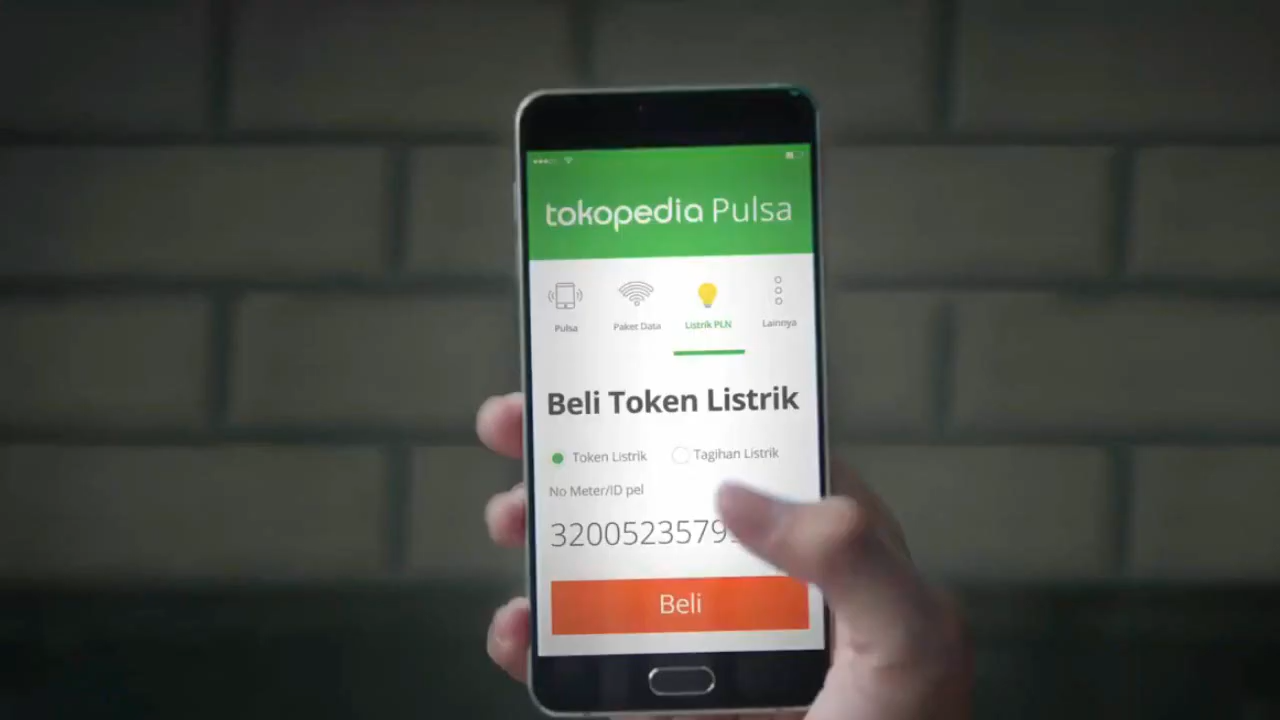 tokopedia Pulsa
Pulsa Paket Data Listrik PLN Lainnya
Beli Token Listrik
Token Listrik Tagihan Listrik
No Meter/ID pel
3200523579
Beli